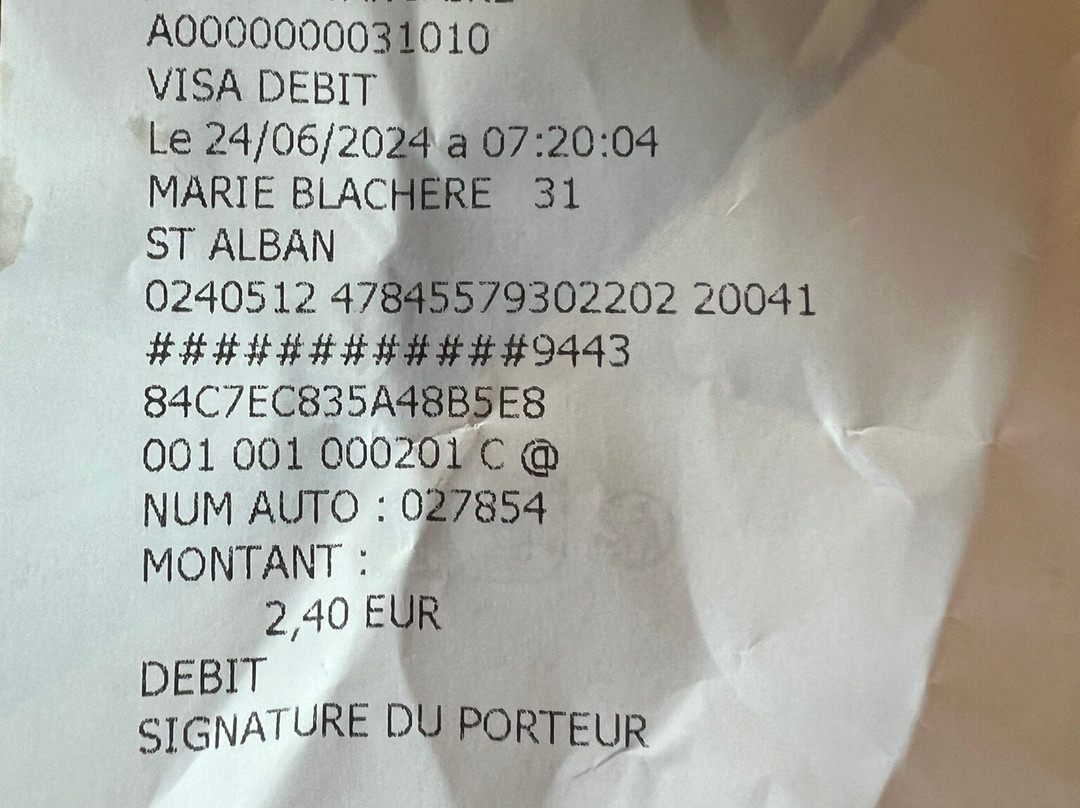 A0000000031010
VISA DEBIT
Le 24/06/2024 a 07:20:04
MARIE BLACHERE 31
ST ALBAN
0240512 47845579302202 20041
############9443
84C7EC835A48B5E8
001 001 000201 C @
NUM AUTO : 027854
MONTANT :
2,40 EUR
DEBIT
SIGNATURE DU PORTEUR